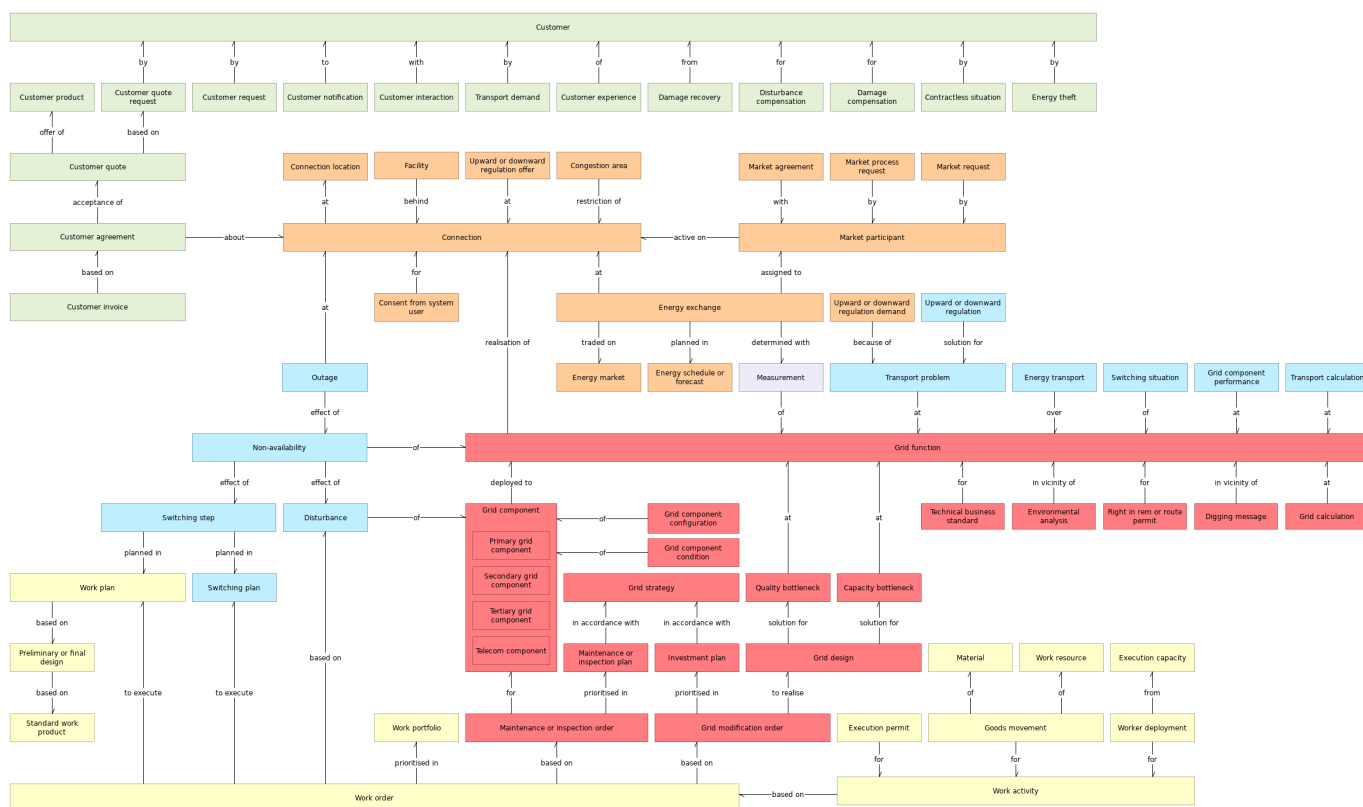 Customer
by
by
to
with
by
of
from
for
for
by
by
Customer product
Customer quote
request
Customer request
Customer notification
Customer interaction
Transport demand
Customer experience
Damage recovery
Disturbance
compensation
Damage
compensation
Contractless situation
Energy theft
offer of
based on
Customer quote
Connection location
Facility
Upward or downward
regulation offer
Congestion area
Market agreement
Market process
request
Market request
acceptance of
at
behind
at
restriction of
with
by
by
Customer agreement
about
Connection
active on
Market participant
based on
for
at
assigned to
Customer invoice
at
Consent from system
user
Energy exchange
Upward or downward
regulation demand
Upward or downward
regulation
realisation of
traded on
planned in
determined with
because of
solution for
Outage
Energy market
Energy schedule or
forecast
Measurement
Transport problem
Energy transport
Switching situation
Grid component
performance
Transport calculation
effect of
of
at
over
of
at
at
Non-availability
of
Grid function
effect of
effect of
deployed to
for
in vicinity of
for
in vicinity of
at
Switching step
Disturbance
of
Grid component
of
Grid component
configuration
at
at
Technical business
standard
Environmental
analysis
Right in rem or route
permit
Digging message
Grid calculation
planned in
planned in
Primary grid
component
of
Grid component
condition
Work plan
Switching plan
Secondary grid
component
Grid strategy
Quality bottleneck
Capacity bottleneck
based on
Tertiary grid
component
in accordance with
in accordance with
solution for
solution for
Preliminary or final
design
based on
Telecom component
Maintenance or
inspection plan
Investment plan
Grid design
Material
Work resource
Execution capacity
based on
to execute
to execute
for
prioritised in
prioritised in
to realise
of
of
from
Standard work
product
Work portfolio
Maintenance or inspection order
Grid modification order
Execution permit
Goods movement
Worker deployment
prioritised in
based on
based on
for
for
for
Work order
based on
Work activity